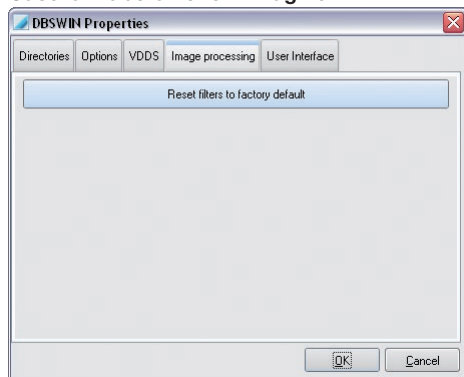 DBSWIN Properties
Directories Options VDDS Image processing User Interface
Reset filters to factory default
OK Cancel